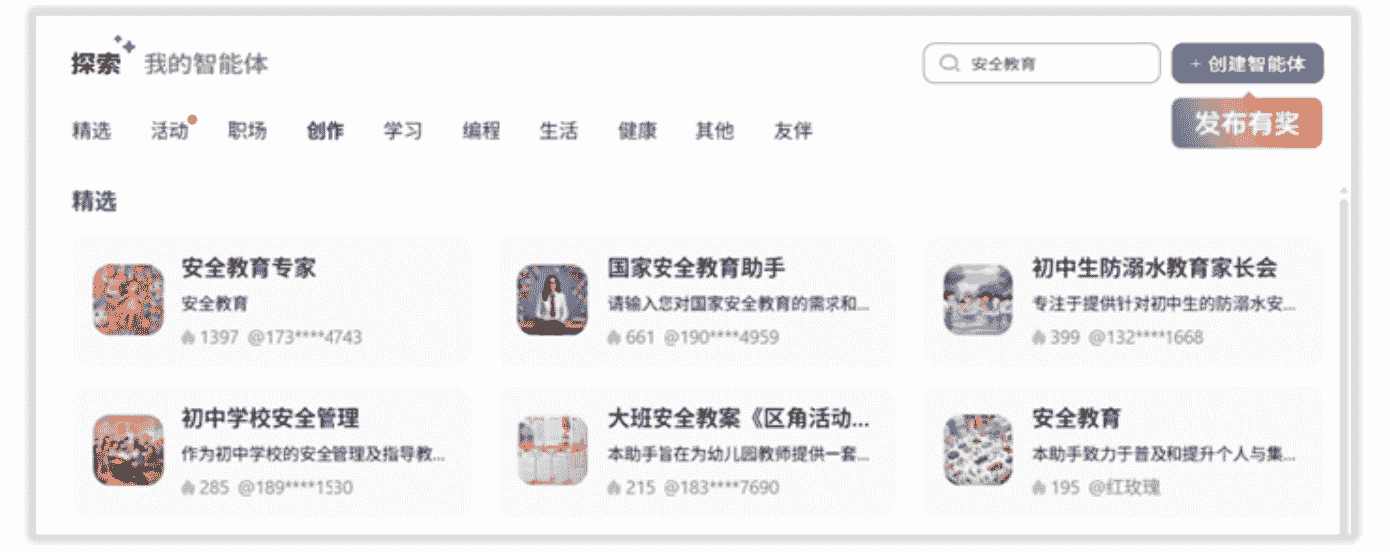 探索 我的智能体
安全教育
+ 创建智能体
发布有奖
精选 活动 职场 创作 学习 编程 生活 健康 其他 友伴
精选
安全教育专家
安全教育
1397 @173****4743
国家安全教育助手
请输入您对国家安全教育的需求和...
661 @190****4959
初中生防溺水教育家长会
专注于提供针对初中生的防溺水安...
399 @132****1668
初中学校安全管理
作为初中学校的安全管理及指导教...
285 @189****1530
大班安全教案《区角活动...
本助手旨在为幼儿园教师提供一套...
215 @183****7690
安全教育
本助手致力于普及和提升个人与集...
195 @红玫瑰